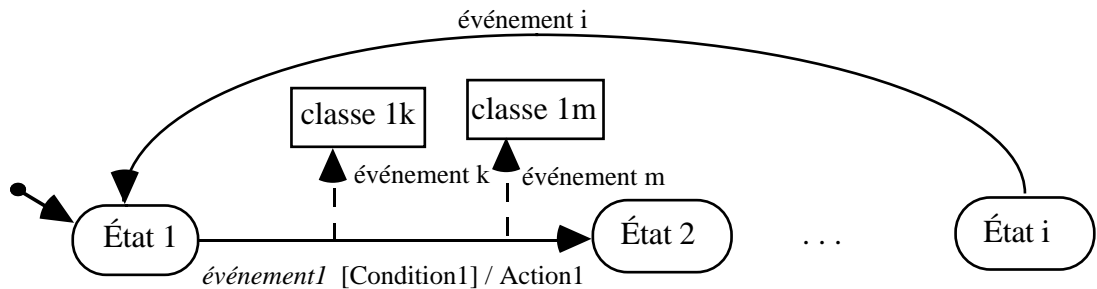 événement i
classe 1k
classe 1m
événement k
événement m
État 1
État 2
. . .
État i
événement1 [Condition1] / Action1